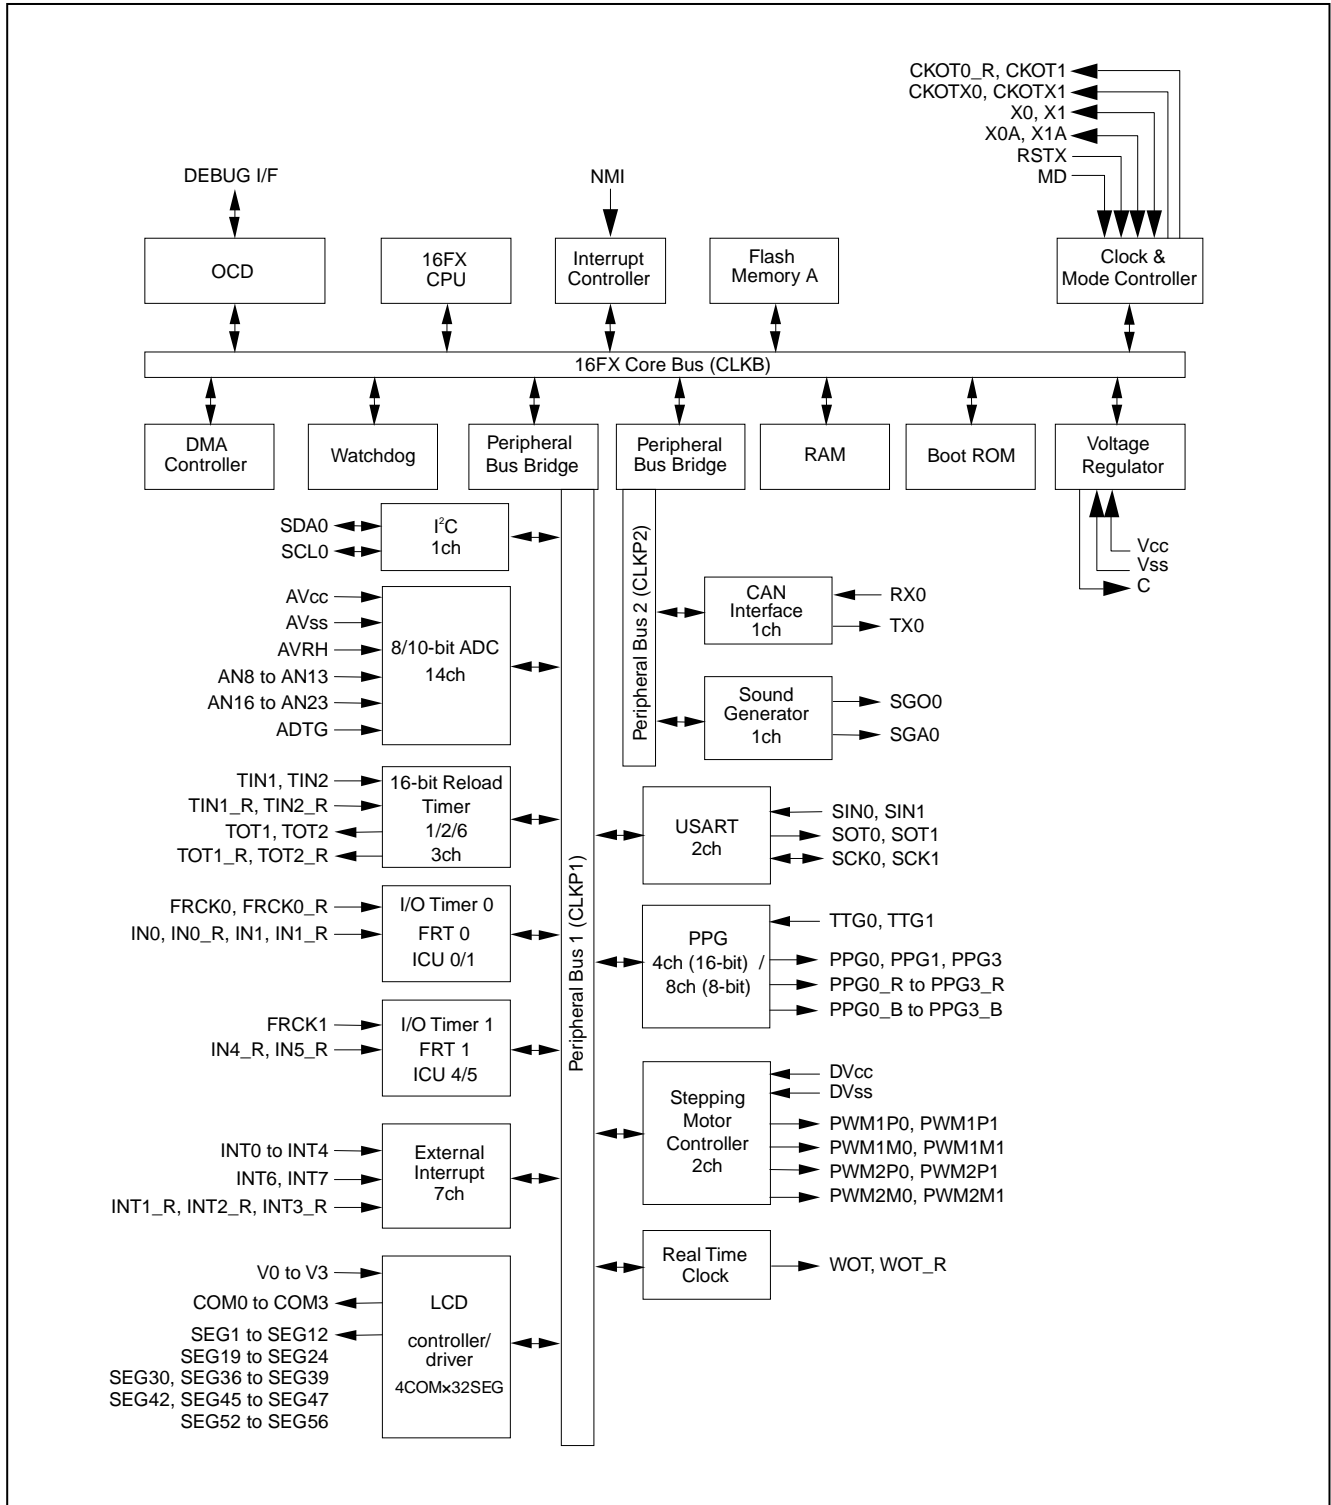 CKOT0_R, CKOT1
CKOTX0, CKOTX1
X0, X1
X0A, X1A
RSTX
MD
DEBUG I/F
NMI
OCD
16FX
CPU
Interrupt
Controller
Flash
Memory A
Clock &
Mode Controller
16FX Core Bus (CLKB)
DMA
Controller
Watchdog
Peripheral
Bus Bridge
Peripheral
Bus Bridge
RAM
Boot ROM
Voltage
Regulator
Vcc
Vss
C
Peripheral Bus 1 (CLKP1)
Peripheral Bus 2 (CLKP2)
SDA0
SCL0
I²C
1ch
AVcc
AVss
AVRH
AN8 to AN13
AN16 to AN23
ADTG
8/10-bit ADC
14ch
TIN1, TIN2
TIN1_R, TIN2_R
TOT1, TOT2
TOT1_R, TOT2_R
16-bit Reload
Timer
1/2/6
3ch
FRCK0, FRCK0_R
IN0, IN0_R, IN1, IN1_R
I/O Timer 0
FRT 0
ICU 0/1
FRCK1
IN4_R, IN5_R
I/O Timer 1
FRT 1
ICU 4/5
INT0 to INT4
INT6, INT7
INT1_R, INT2_R, INT3_R
External
Interrupt
7ch
V0 to V3
COM0 to COM3
SEG1 to SEG12
SEG19 to SEG24
SEG30, SEG36 to SEG39
SEG42, SEG45 to SEG47
SEG52 to SEG56
LCD
controller/
driver
4COM×32SEG
CAN
Interface
1ch
RX0
TX0
Sound
Generator
1ch
SGO0
SGA0
USART
2ch
SIN0, SIN1
SOT0, SOT1
SCK0, SCK1
PPG
4ch (16-bit) /
8ch (8-bit)
TTG0, TTG1
PPG0, PPG1, PPG3
PPG0_R to PPG3_R
PPG0_B to PPG3_B
Stepping
Motor
Controller
2ch
DVcc
DVss
PWM1P0, PWM1P1
PWM1M0, PWM1M1
PWM2P0, PWM2P1
PWM2M0, PWM2M1
Real Time
Clock
WOT, WOT_R